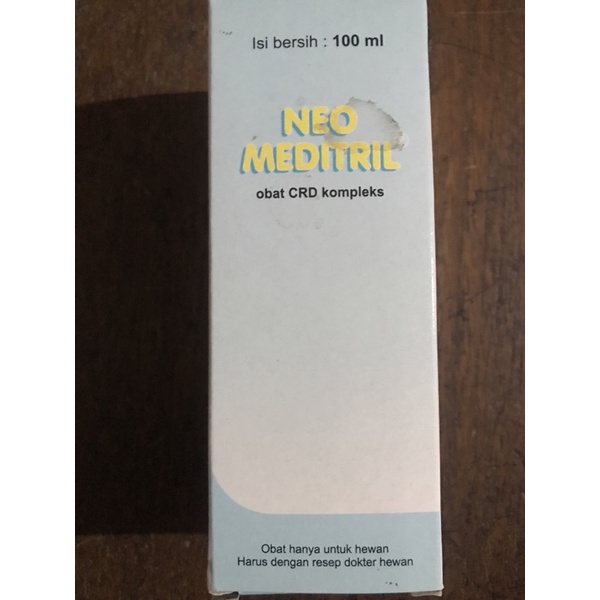 Isi bersih : 100 ml
NEO
MEDITRIL
obat CRD kompleks
Obat hanya untuk hewan
Harus dengan resep dokter hewan